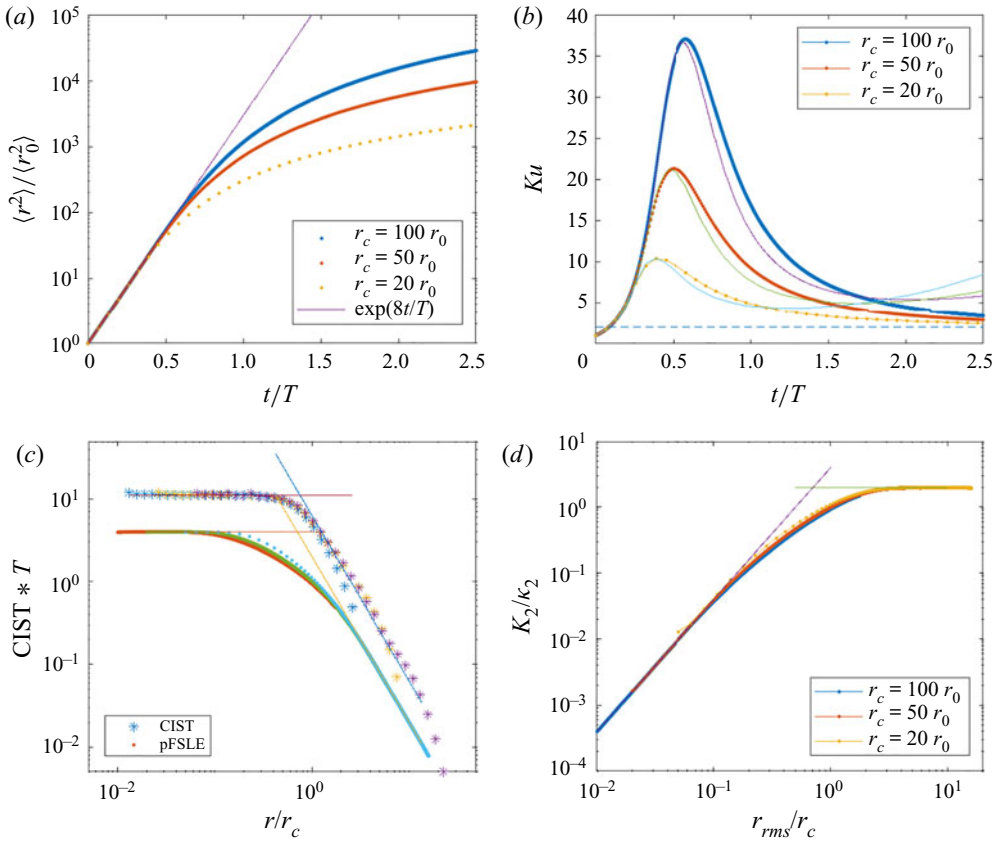 (a)
10^5
10^4
10^3
10^2
10^1
10^0
⟨r^2⟩/⟨r_0^2⟩
r_c = 100 r_0
r_c = 50 r_0
r_c = 20 r_0
exp(8t/T)
0 0.5 1.0 1.5 2.0 2.5
t/T
(b)
40
35
30
25
20
15
10
5
Ku
r_c = 100 r_0
r_c = 50 r_0
r_c = 20 r_0
0 0.5 1.0 1.5 2.0 2.5
t/T
(c)
10^1
10^0
10^−1
10^−2
CIST * T
CIST
pFSLE
10^−2 10^0
r/r_c
(d)
10^1
10^0
10^−1
10^−2
10^−3
10^−4
K_2/κ_2
r_c = 100 r_0
r_c = 50 r_0
r_c = 20 r_0
10^−2 10^−1 10^0 10^1
r_rms/r_c